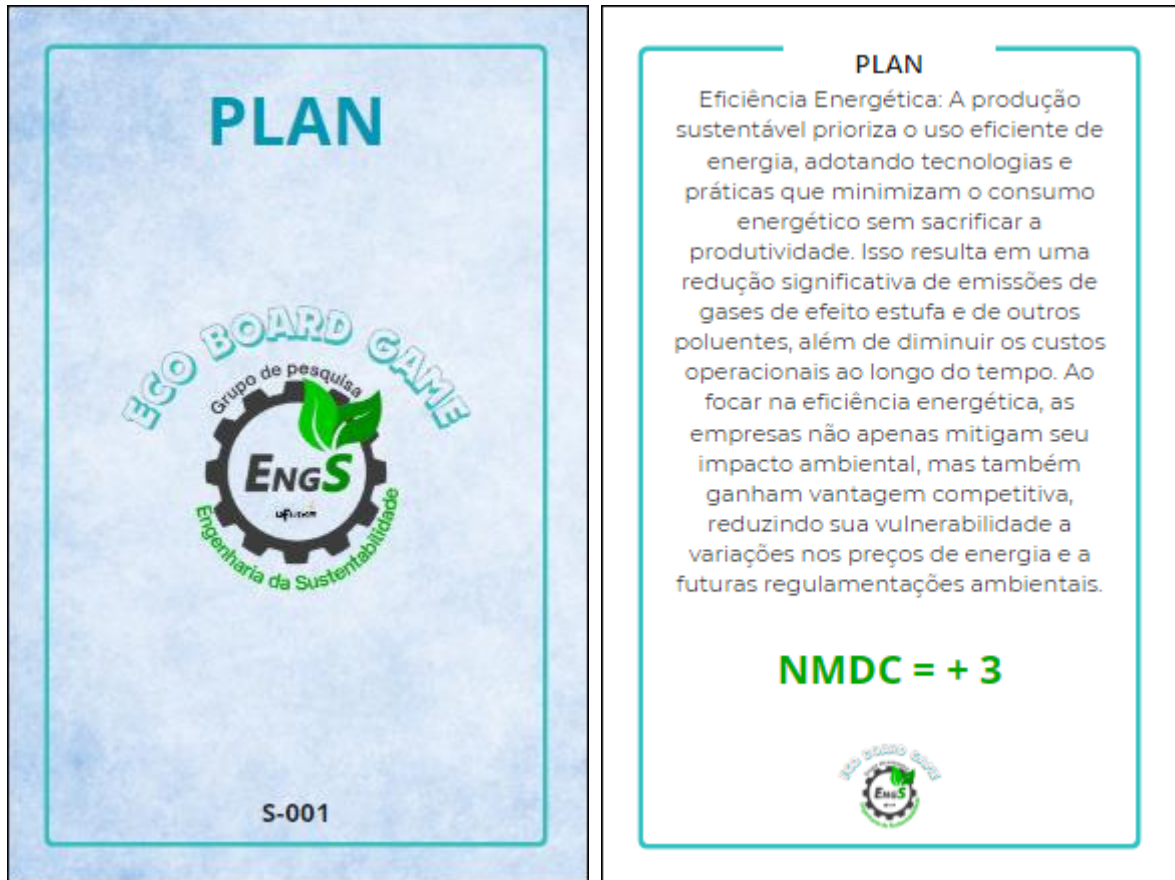 PLAN
ECO BOARD GAME
Grupo de pesquisa
ENGS
Engenharia da Sustentabilidade
S-001
PLAN
Eficiência Energética: A produção
sustentável prioriza o uso eficiente de
energia, adotando tecnologias e
práticas que minimizam o consumo
energético sem sacrificar a
produtividade. Isso resulta em uma
redução significativa de emissões de
gases de efeito estufa e de outros
poluentes, além de diminuir os custos
operacionais ao longo do tempo. Ao
focar na eficiência energética, as
empresas não apenas mitigam seu
impacto ambiental, mas também
ganham vantagem competitiva,
reduzindo sua vulnerabilidade a
variações nos preços de energia e a
futuras regulamentações ambientais.
NMDC = + 3
ECO BOARD GAME
ENGS